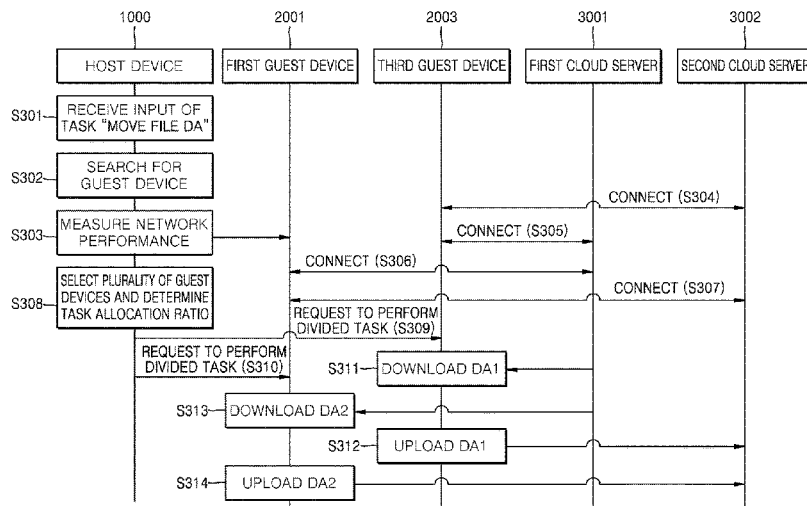 1000
2001
2003
3001
3002
HOST DEVICE
FIRST GUEST DEVICE
THIRD GUEST DEVICE
FIRST CLOUD SERVER
SECOND CLOUD SERVER
S301
RECEIVE INPUT OF
TASK "MOVE FILE DA"
S302
SEARCH FOR
GUEST DEVICE
CONNECT (S304)
S303
MEASURE NETWORK
PERFORMANCE
CONNECT (S305)
CONNECT (S306)
S308
SELECT PLURALITY OF GUEST
DEVICES AND DETERMINE
TASK ALLOCATION RATIO
CONNECT (S307)
REQUEST TO PERFORM
DIVIDED TASK (S309)
REQUEST TO PERFORM
DIVIDED TASK (S310)
S311
DOWNLOAD DA1
S313
DOWNLOAD DA2
S312
UPLOAD DA1
S314
UPLOAD DA2